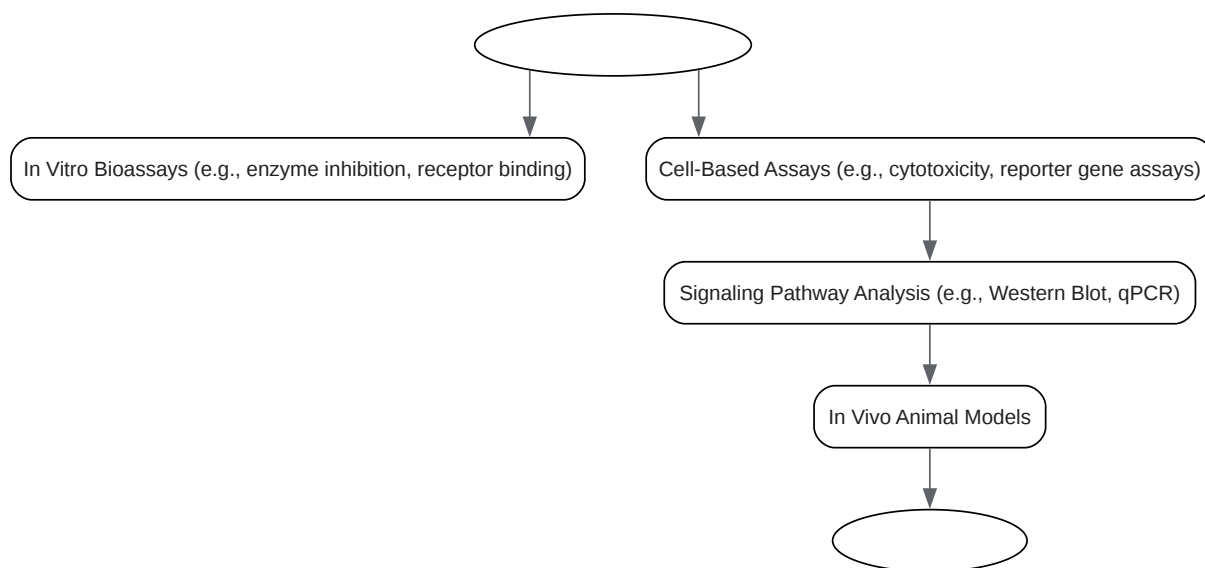 In Vitro Bioassays (e.g., enzyme inhibition, receptor binding)
Cell-Based Assays (e.g., cytotoxicity, reporter gene assays)
Signaling Pathway Analysis (e.g., Western Blot, qPCR)
In Vivo Animal Models